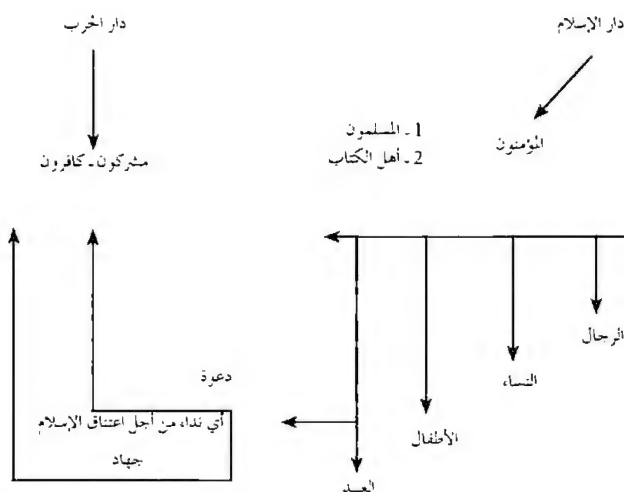 دار الإسلام
دار الحرب
المؤمنون
1 ـ المسلمون
2 ـ أهل الكتاب
مشركون ـ كافرون
الرجال
النساء
الأطفال
العبد
دعوة
أي نداء من أجل اعتناق الإسلام
جهاد